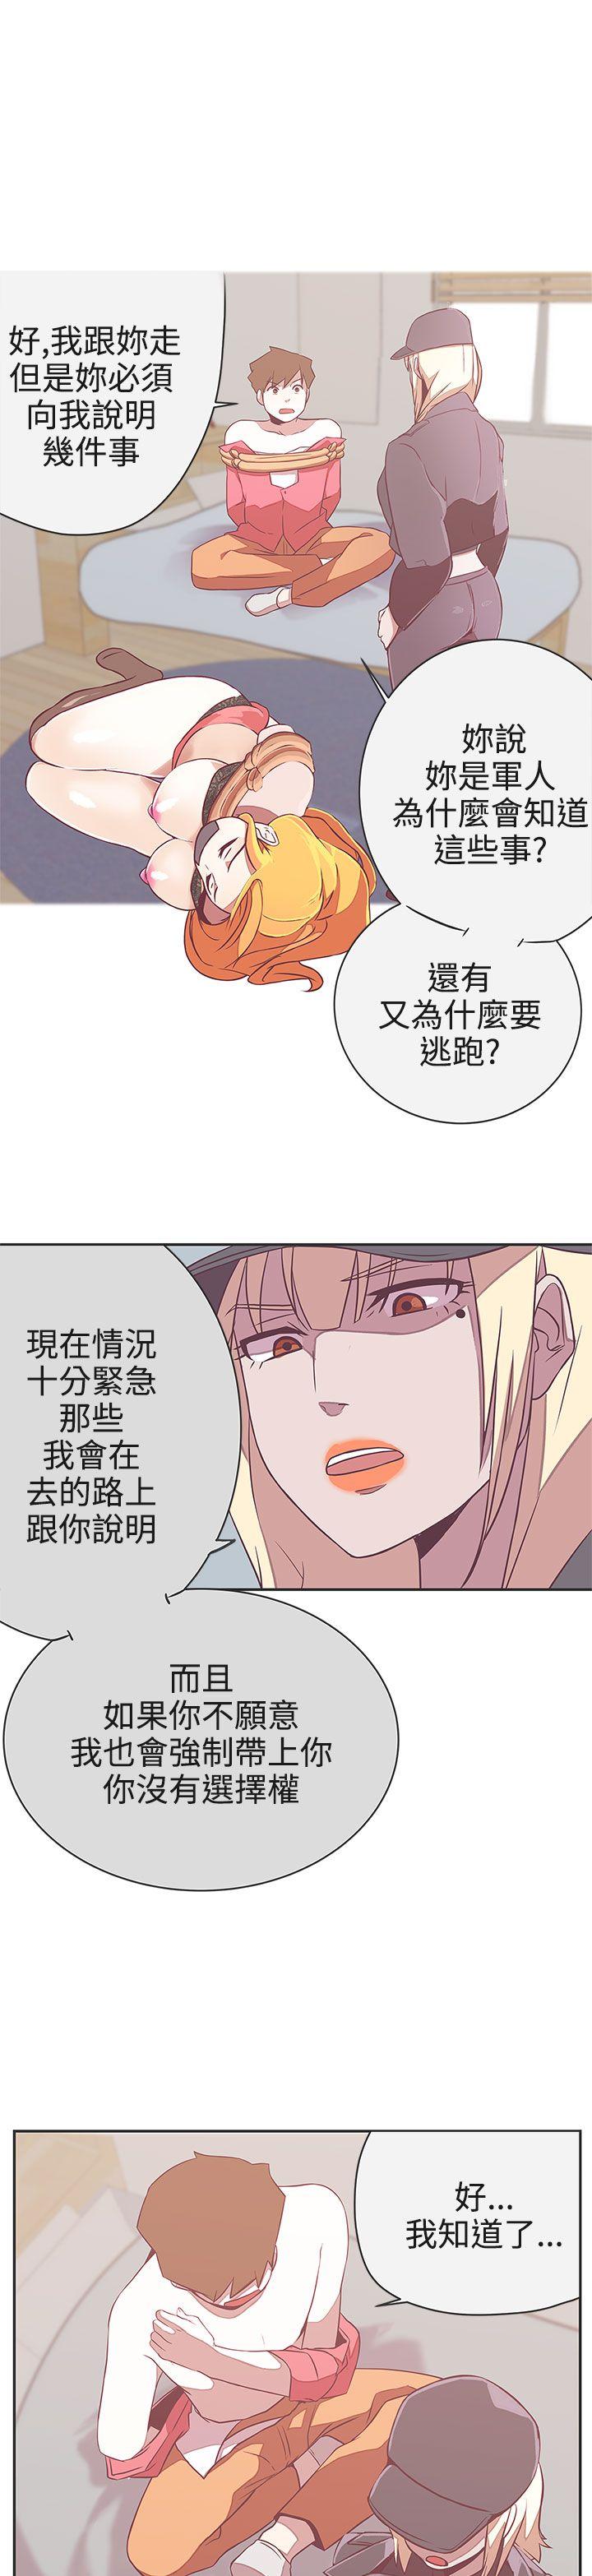 好,我跟妳走
但是妳必須
向我說明
幾件事
妳說
妳是軍人
為什麼會知道
這些事?
還有
又為什麼要
逃跑?
現在情況
十分緊急
那些
我會在
去的路上
跟你說明
而且
如果你不願意
我也會強制帶上你
你沒有選擇權
好...
我知道了...